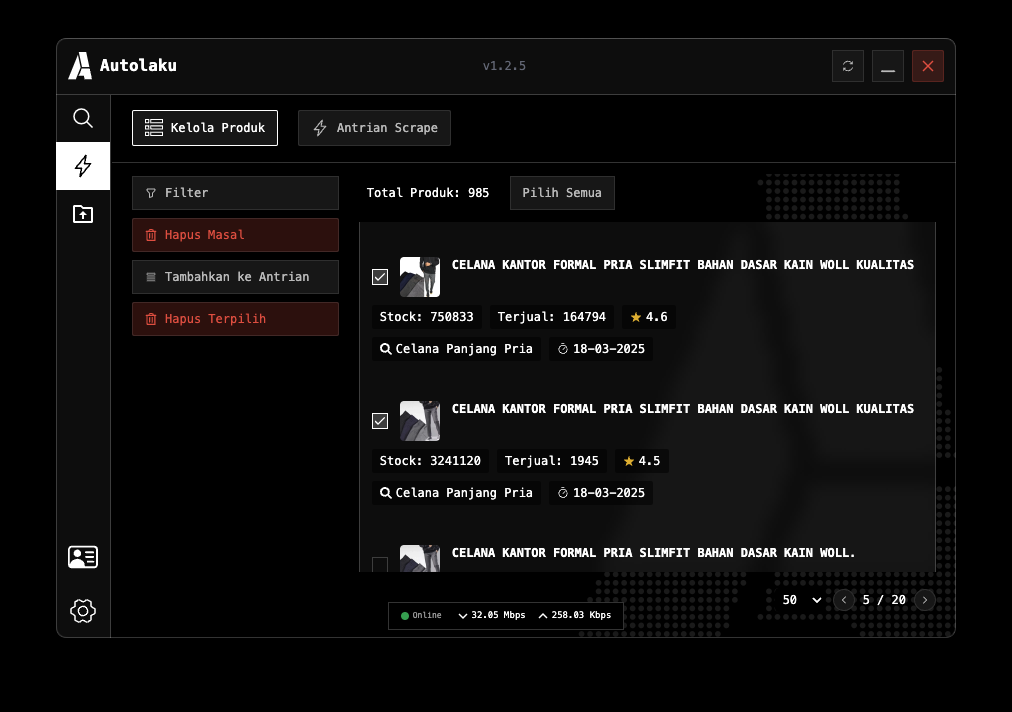 Autolaku
v1.2.5
Kelola Produk
Antrian Scrape
Filter
Hapus Masal
Tambahkan ke Antrian
Hapus Terpilih
Total Produk: 985
Pilih Semua
CELANA KANTOR FORMAL PRIA SLIMFIT BAHAN DASAR KAIN WOLL KUALITAS
Stock: 750833 Terjual: 164794 4.6
Celana Panjang Pria 18-03-2025
CELANA KANTOR FORMAL PRIA SLIMFIT BAHAN DASAR KAIN WOLL KUALITAS
Stock: 3241120 Terjual: 1945 4.5
Celana Panjang Pria 18-03-2025
CELANA KANTOR FORMAL PRIA SLIMFIT BAHAN DASAR KAIN WOLL.
50 5 / 20
Online 32.05 Mbps 258.03 Kbps